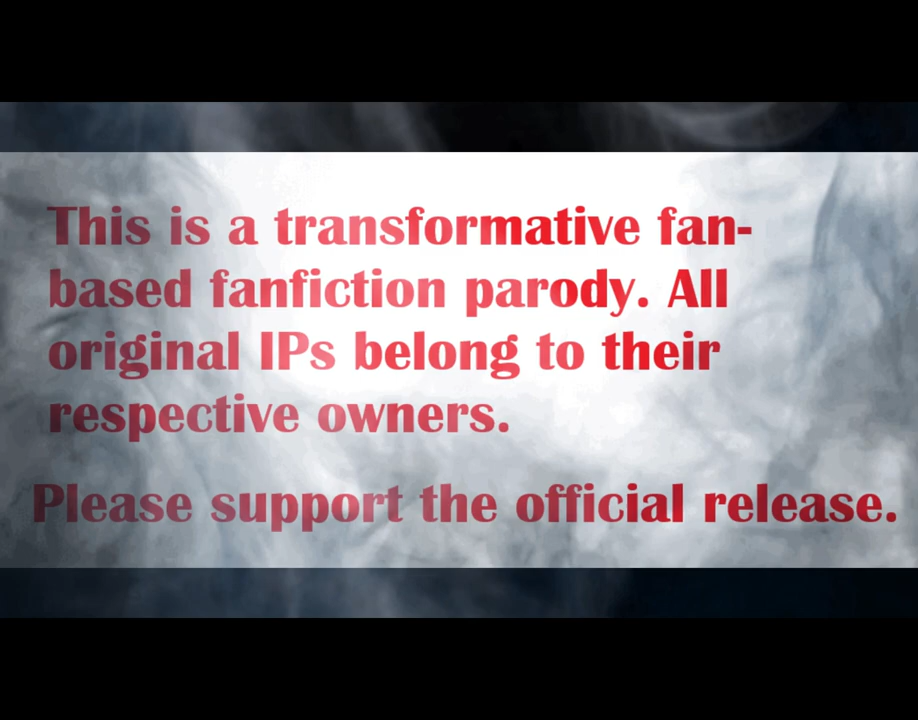 This is a transformative fan-
based fanfiction parody. All
original IPs belong to their
respective owners.
Please support the official release.